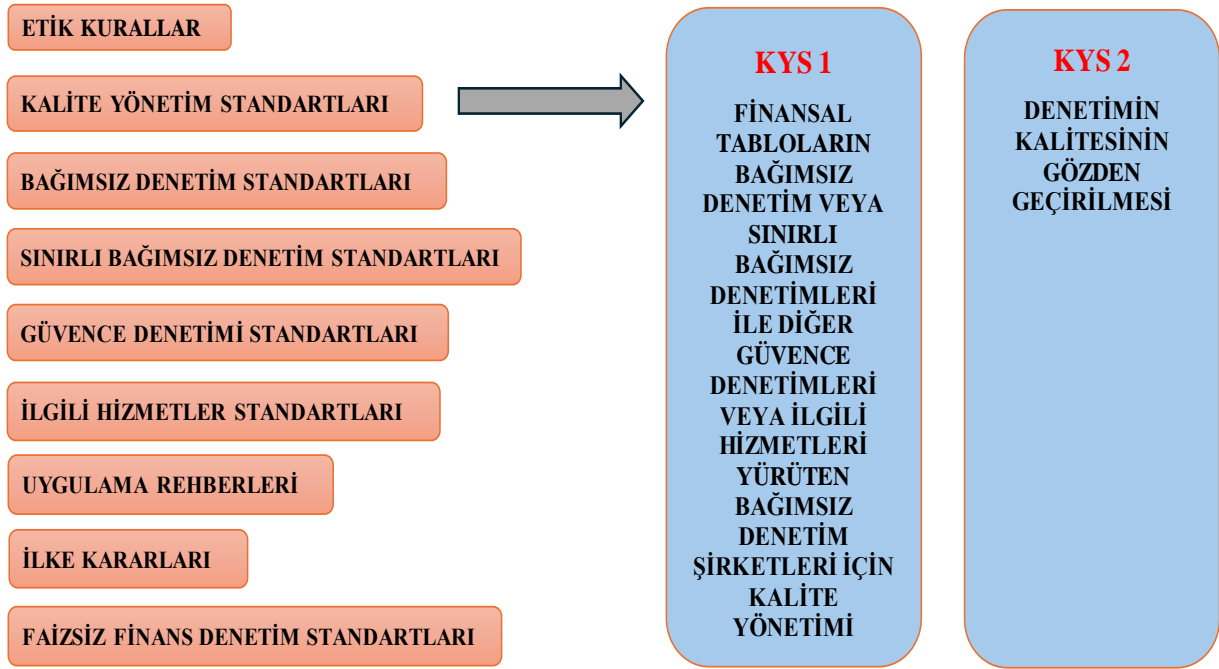 ETİK KURALLAR
KALİTE YÖNETİM STANDARTLARI
BAĞIMSIZ DENETİM STANDARTLARI
SINIRLI BAĞIMSIZ DENETİM STANDARTLARI
GÜVENCE DENETİMİ STANDARTLARI
İLGİLİ HİZMETLER STANDARTLARI
UYGULAMA REHBERLERİ
İLKE KARARLARI
FAİZSİZ FİNANS DENETİM STANDARTLARI
KYS 1
FİNANSAL
TABLOLARIN
BAĞIMSIZ
DENETİM VEYA
SINIRLI
BAĞIMSIZ
DENETİMLERİ
İLE DİĞER
GÜVENCE
DENETİMLERİ
VEYA İLGİLİ
HİZMETLERİ
YÜRÜTEN
BAĞIMSIZ
DENETİM
ŞİRKETLERİ İÇİN
KALİTE
YÖNETİMİ
KYS 2
DENETİMİN
KALİTESİNİN
GÖZDEN
GEÇİRİLMESİ